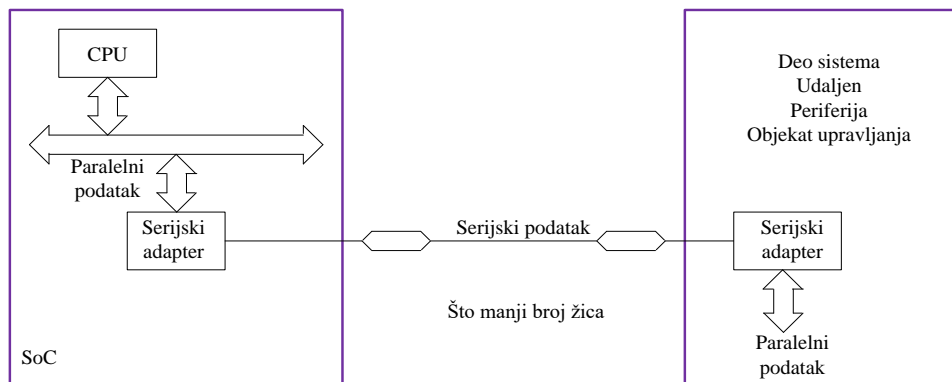 CPU
Paralelni
podatak
Serijski
adapter
SoC
Serijski podatak
Što manji broj žica
Deo sistema
Udaljen
Periferija
Objekat upravljanja
Serijski
adapter
Paralelni
podatak